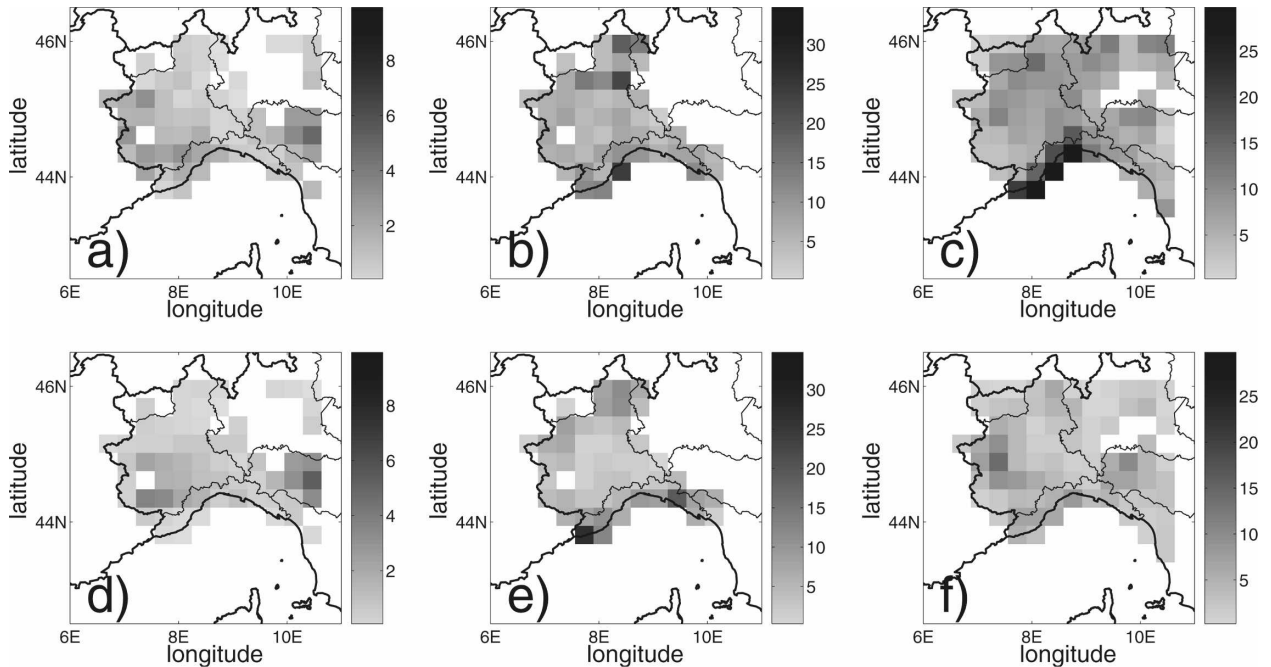 46N
44N
latitude
6E 8E 10E
longitude
8
6
4
2
a)
46N
44N
latitude
6E 8E 10E
longitude
30
25
20
15
10
5
b)
46N
44N
latitude
6E 8E 10E
longitude
25
20
15
10
5
c)
46N
44N
latitude
6E 8E 10E
longitude
8
6
4
2
d)
46N
44N
latitude
6E 8E 10E
longitude
30
25
20
15
10
5
e)
46N
44N
latitude
6E 8E 10E
longitude
25
20
15
10
5
f)